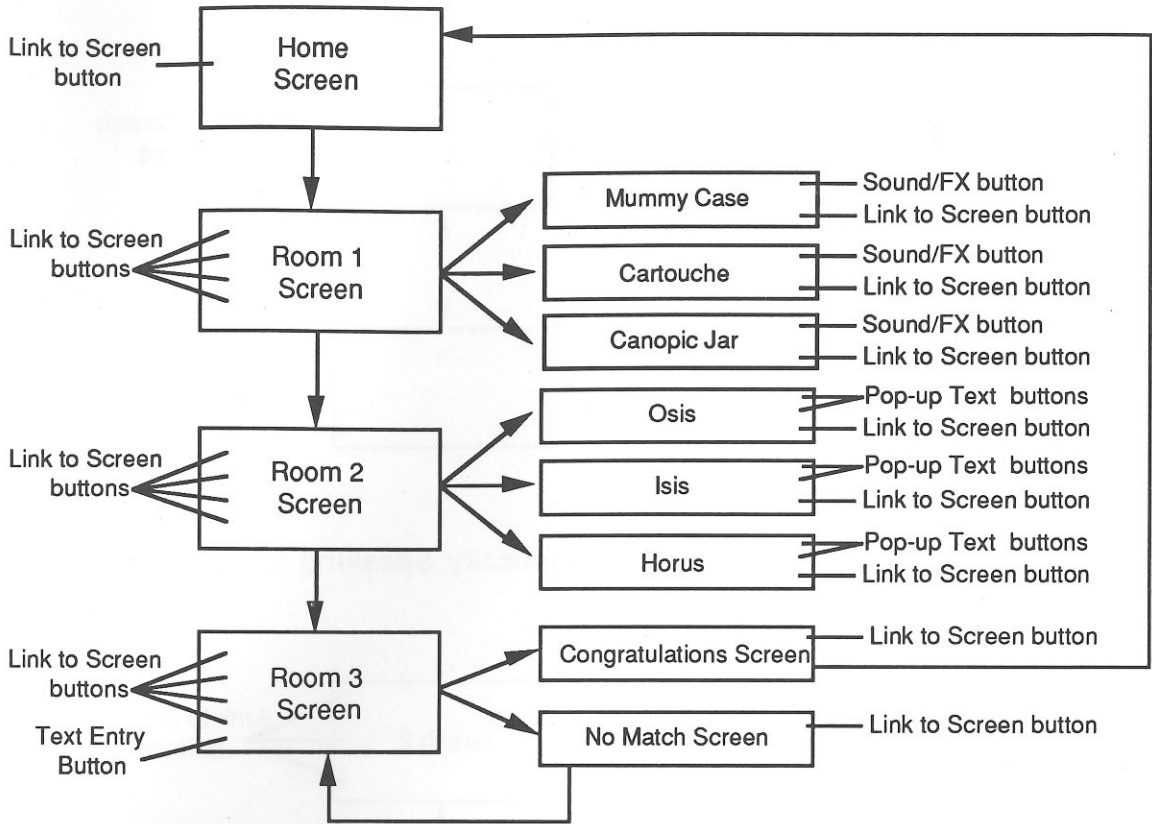 Link to Screen
button
Home
Screen
Link to Screen
buttons
Room 1
Screen
Mummy Case
Sound/FX button
Link to Screen button
Cartouche
Sound/FX button
Link to Screen button
Canopic Jar
Sound/FX button
Link to Screen button
Link to Screen
buttons
Room 2
Screen
Osis
Pop-up Text buttons
Link to Screen button
Isis
Pop-up Text buttons
Link to Screen button
Horus
Pop-up Text buttons
Link to Screen button
Link to Screen
buttons
Text Entry
Button
Room 3
Screen
Congratulations Screen
Link to Screen button
No Match Screen
Link to Screen button